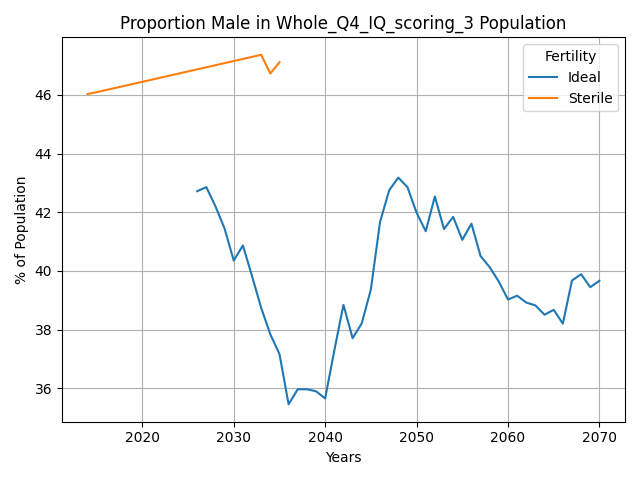 Proportion Male in Whole_Q4_IQ_scoring_3 Population
Fertility
Ideal
Sterile
% of Population
46
44
42
40
38
36
2020 2030 2040 2050 2060 2070
Years